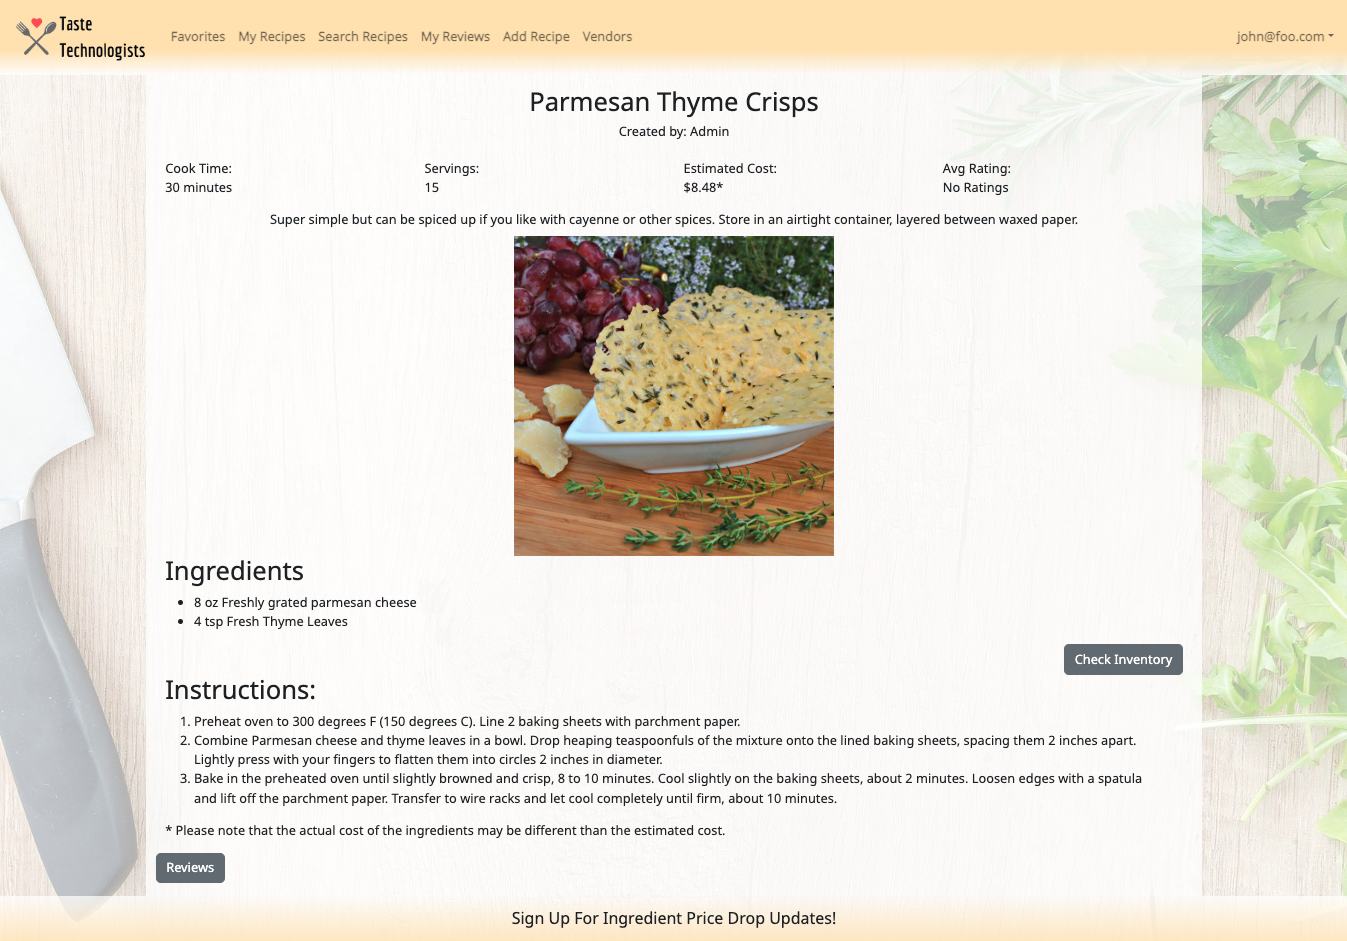 Taste
Technologists
Favorites My Recipes Search Recipes My Reviews Add Recipe Vendors john@foo.com
Parmesan Thyme Crisps
Created by: Admin
Cook Time: Servings: Estimated Cost: Avg Rating:
30 minutes 15 $8.48* No Ratings
Super simple but can be spiced up if you like with cayenne or other spices. Store in an airtight container, layered between waxed paper.
Ingredients
• 8 oz Freshly grated parmesan cheese
• 4 tsp Fresh Thyme Leaves
Check Inventory
Instructions:
1. Preheat oven to 300 degrees F (150 degrees C). Line 2 baking sheets with parchment paper.
2. Combine Parmesan cheese and thyme leaves in a bowl. Drop heaping teaspoonfuls of the mixture onto the lined baking sheets, spacing them 2 inches apart.
Lightly press with your fingers to flatten them into circles 2 inches in diameter.
3. Bake in the preheated oven until slightly browned and crisp, 8 to 10 minutes. Cool slightly on the baking sheets, about 2 minutes. Loosen edges with a spatula
and lift off the parchment paper. Transfer to wire racks and let cool completely until firm, about 10 minutes.
* Please note that the actual cost of the ingredients may be different than the estimated cost.
Reviews
Sign Up For Ingredient Price Drop Updates!